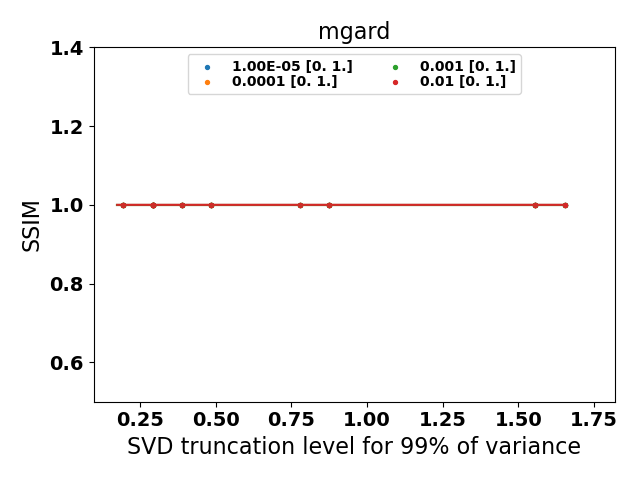 mgard
1.4
1.00E-05 [0. 1.] 0.001 [0. 1.]
0.0001 [0. 1.] 0.01 [0. 1.]
1.2
1.0
0.8
0.6
SSIM
0.25 0.50 0.75 1.00 1.25 1.50 1.75
SVD truncation level for 99% of variance